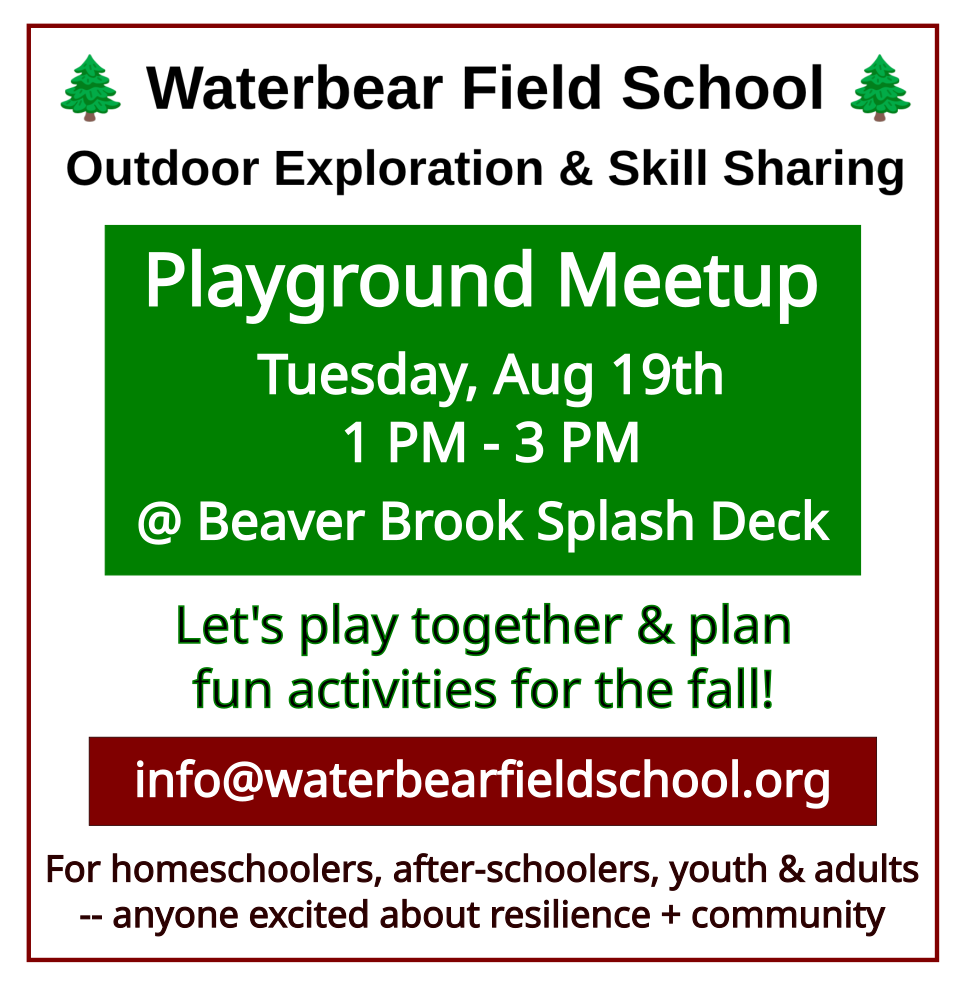 🌲 Waterbear Field School 🌲
Outdoor Exploration & Skill Sharing
Playground Meetup
Tuesday, Aug 19th
1 PM - 3 PM
@ Beaver Brook Splash Deck
Let's play together & plan
fun activities for the fall!
info@waterbearfieldschool.org
For homeschoolers, after-schoolers, youth & adults
-- anyone excited about resilience + community